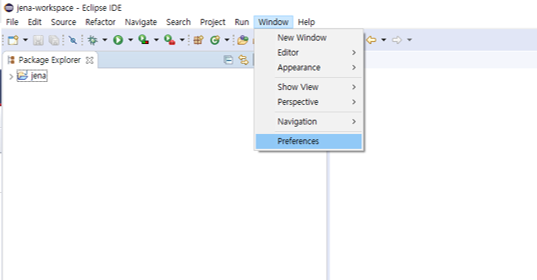 jena-workspace - Eclipse IDE
File Edit Source Refactor Navigate Search Project Run Window Help
Package Explorer
jena
New Window
Editor
Appearance
Show View
Perspective
Navigation
Preferences